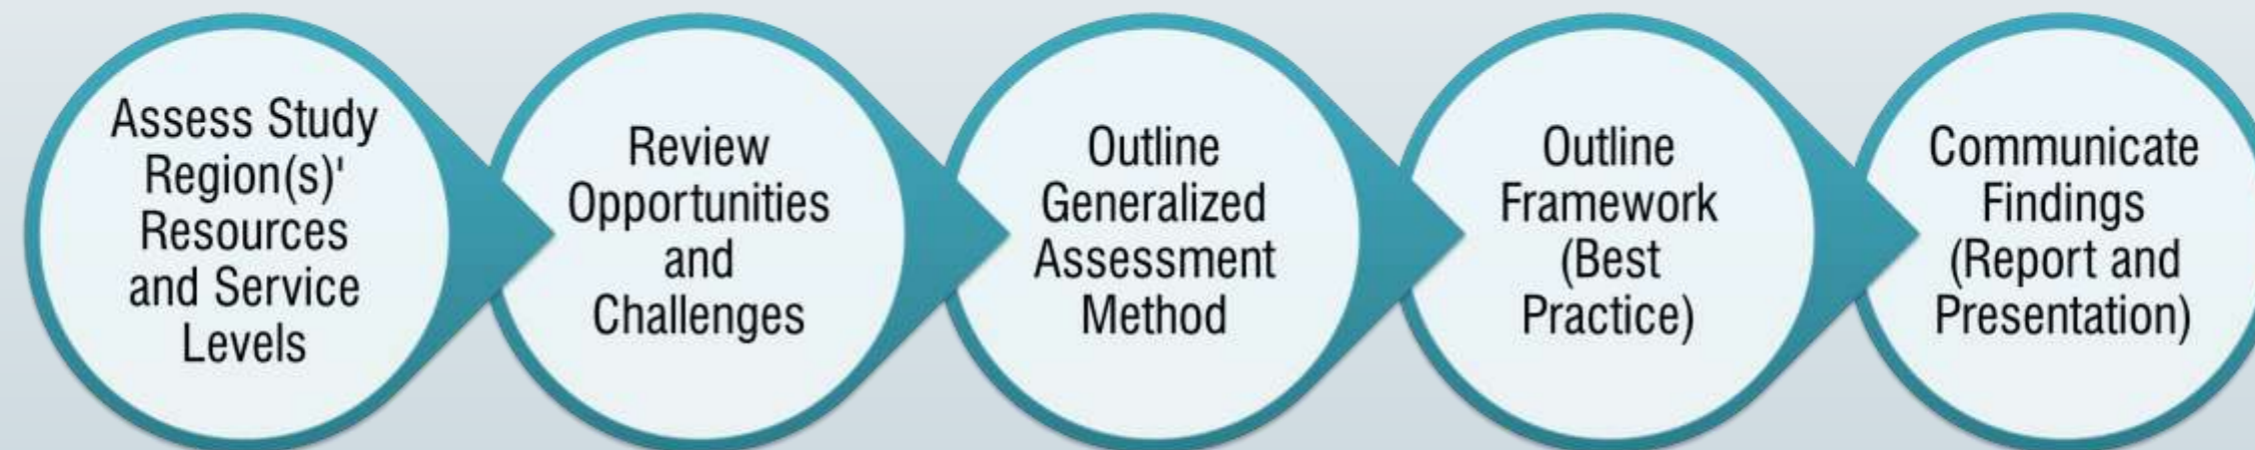 Assess Study
Region(s)'
Resources
and Service
Levels
Review
Opportunities
and
Challenges
Outline
Generalized
Assessment
Method
Outline
Framework
(Best
Practice)
Communicate
Findings
(Report and
Presentation)